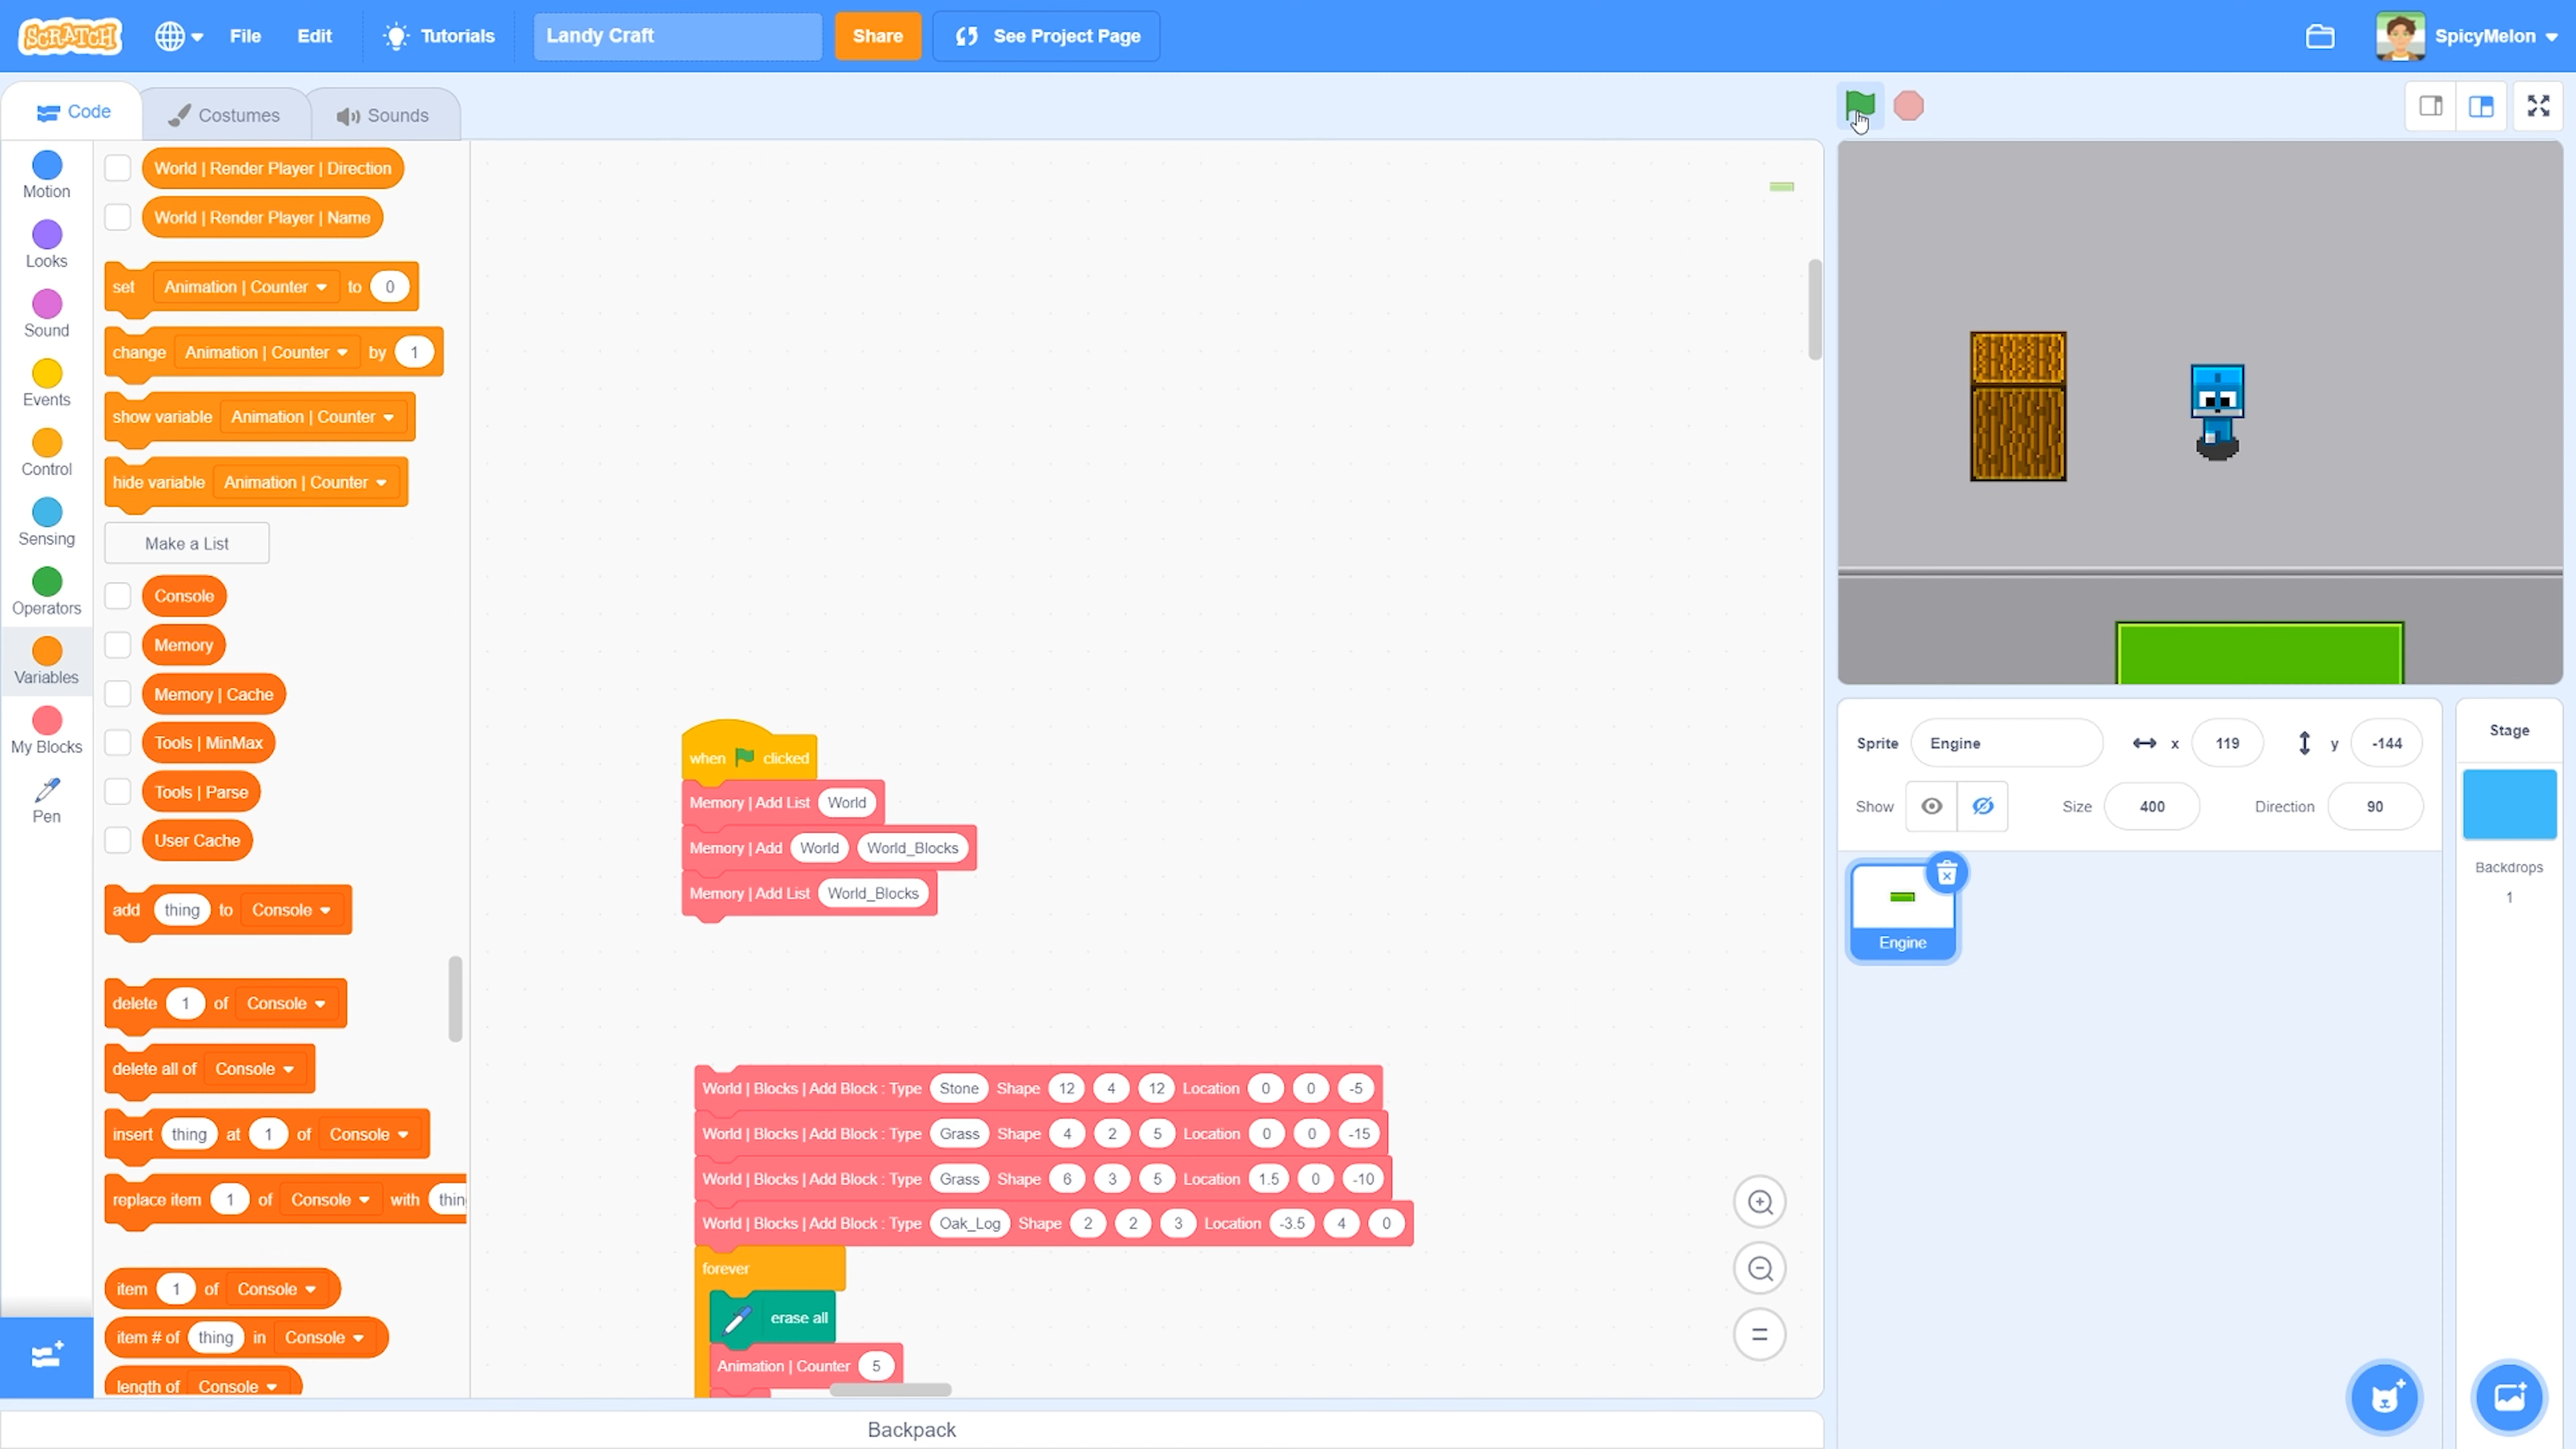 SCRATCH File Edit Tutorials Landy Craft Share See Project Page SpicyMelon
Code Costumes Sounds
Motion
Looks
Sound
Events
Control
Sensing
Operators
Variables
My Blocks
Pen
World | Render Player | Direction
World | Render Player | Name
set Animation | Counter to 0
change Animation | Counter by 1
show variable Animation | Counter
hide variable Animation | Counter
Make a List
Console
Memory
Memory | Cache
Tools | MinMax
Tools | Parse
User Cache
add thing to Console
delete 1 of Console
delete all of Console
insert thing at 1 of Console
replace item 1 of Console with thin
item 1 of Console
item # of thing in Console
length of Console
when clicked
Memory | Add List World
Memory | Add World World_Blocks
Memory | Add List World_Blocks
World | Blocks | Add Block : Type Stone Shape 12 4 12 Location 0 0 -5
World | Blocks | Add Block : Type Grass Shape 4 2 5 Location 0 0 -15
World | Blocks | Add Block : Type Grass Shape 6 3 5 Location 1.5 0 -10
World | Blocks | Add Block : Type Oak_Log Shape 2 2 3 Location -3.5 4 0
forever
erase all
Animation | Counter 5
Backpack
Sprite Engine x 119 y -144
Show Size 400 Direction 90
Engine
Stage
Backdrops
1